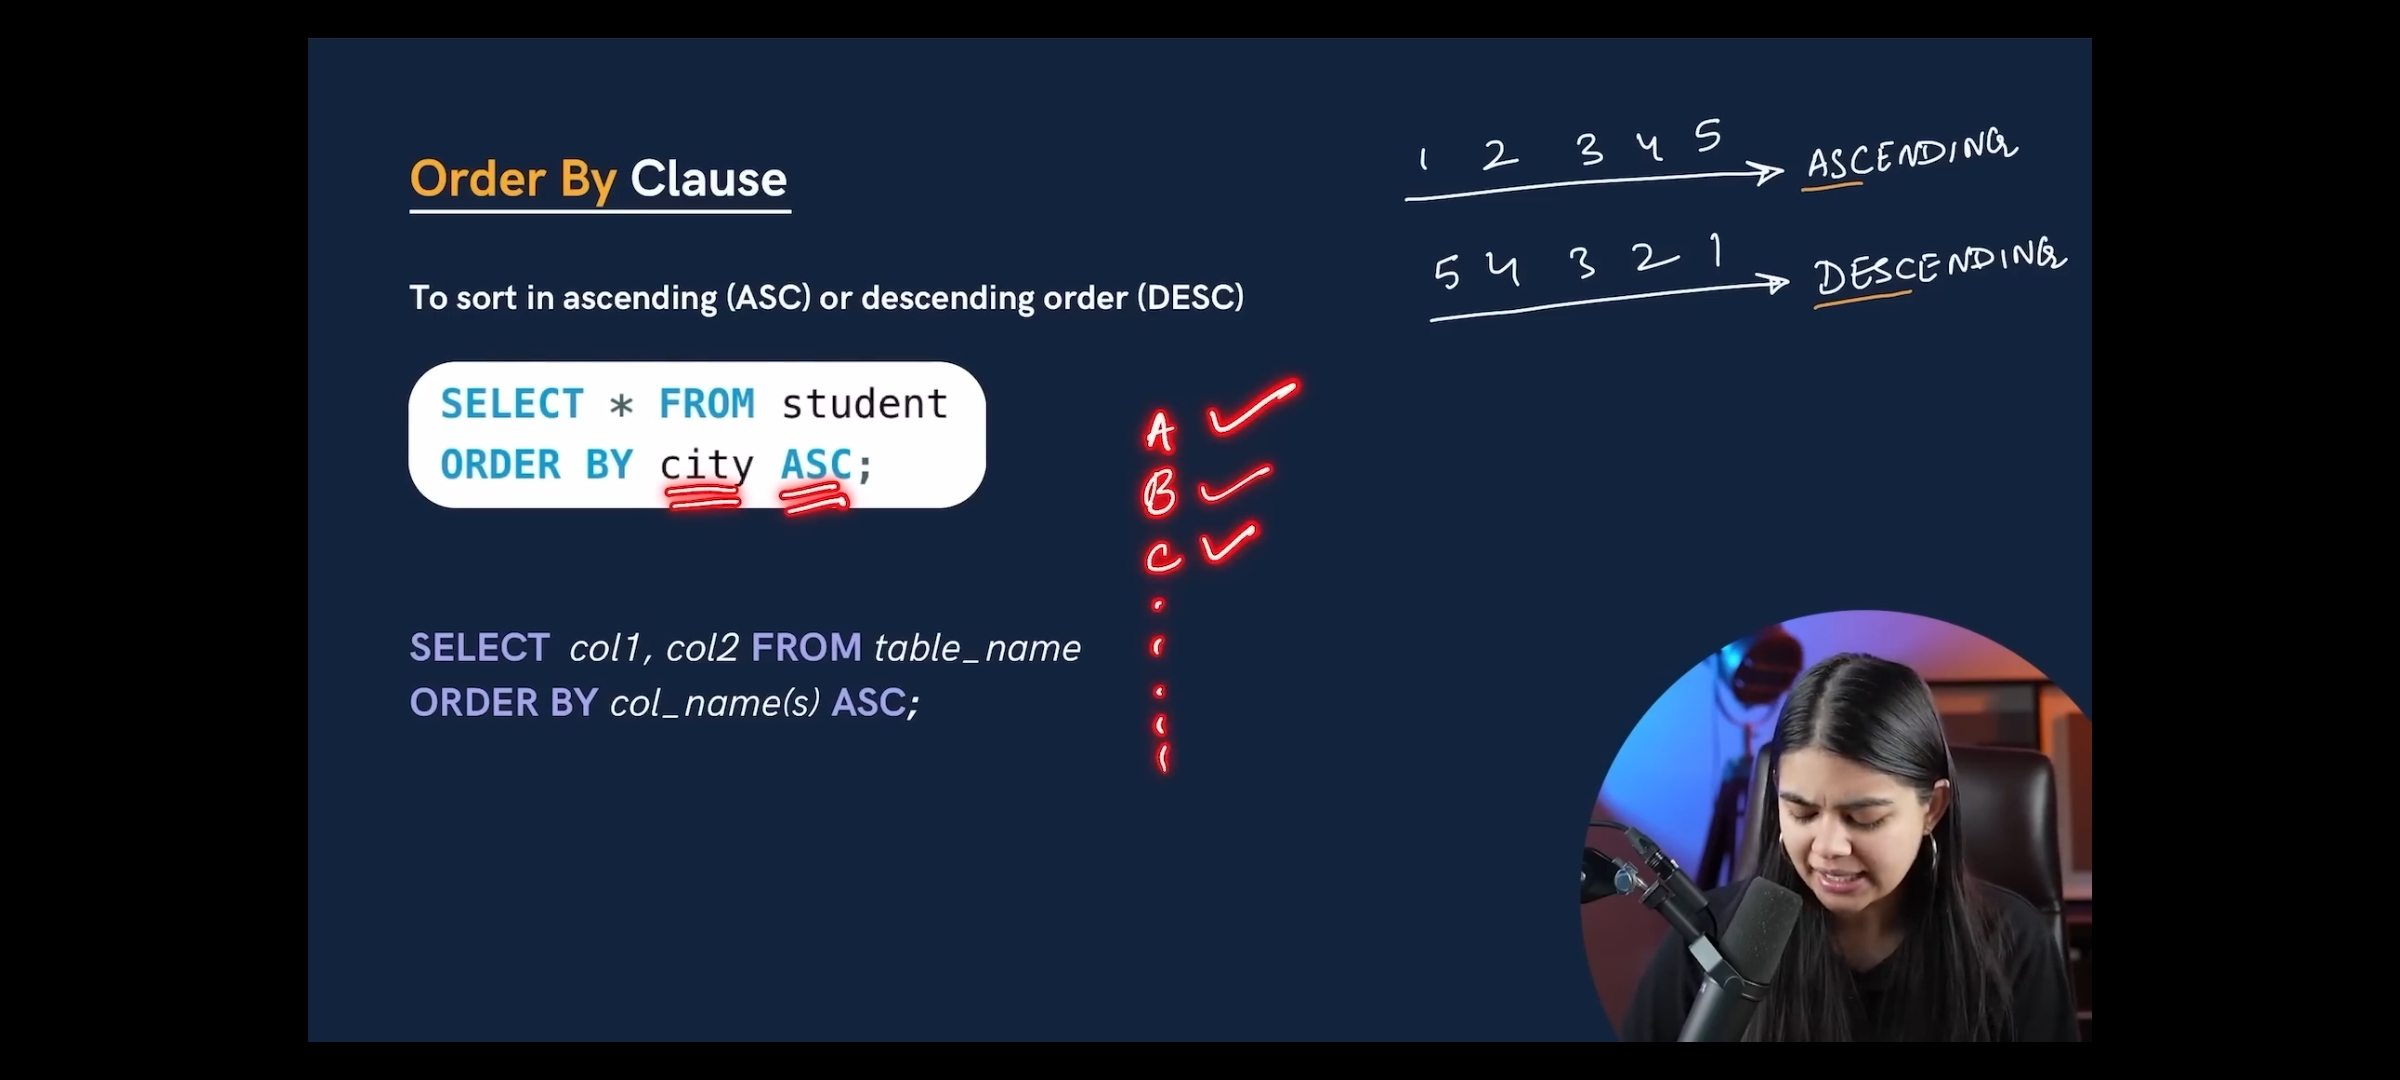 Order By Clause
To sort in ascending (ASC) or descending order (DESC)
SELECT * FROM student
ORDER BY city ASC;
SELECT col1, col2 FROM table_name
ORDER BY col_name(s) ASC;
1 2 3 4 5 ASCENDING
5 4 3 2 1 DESCENDING
A
B
C